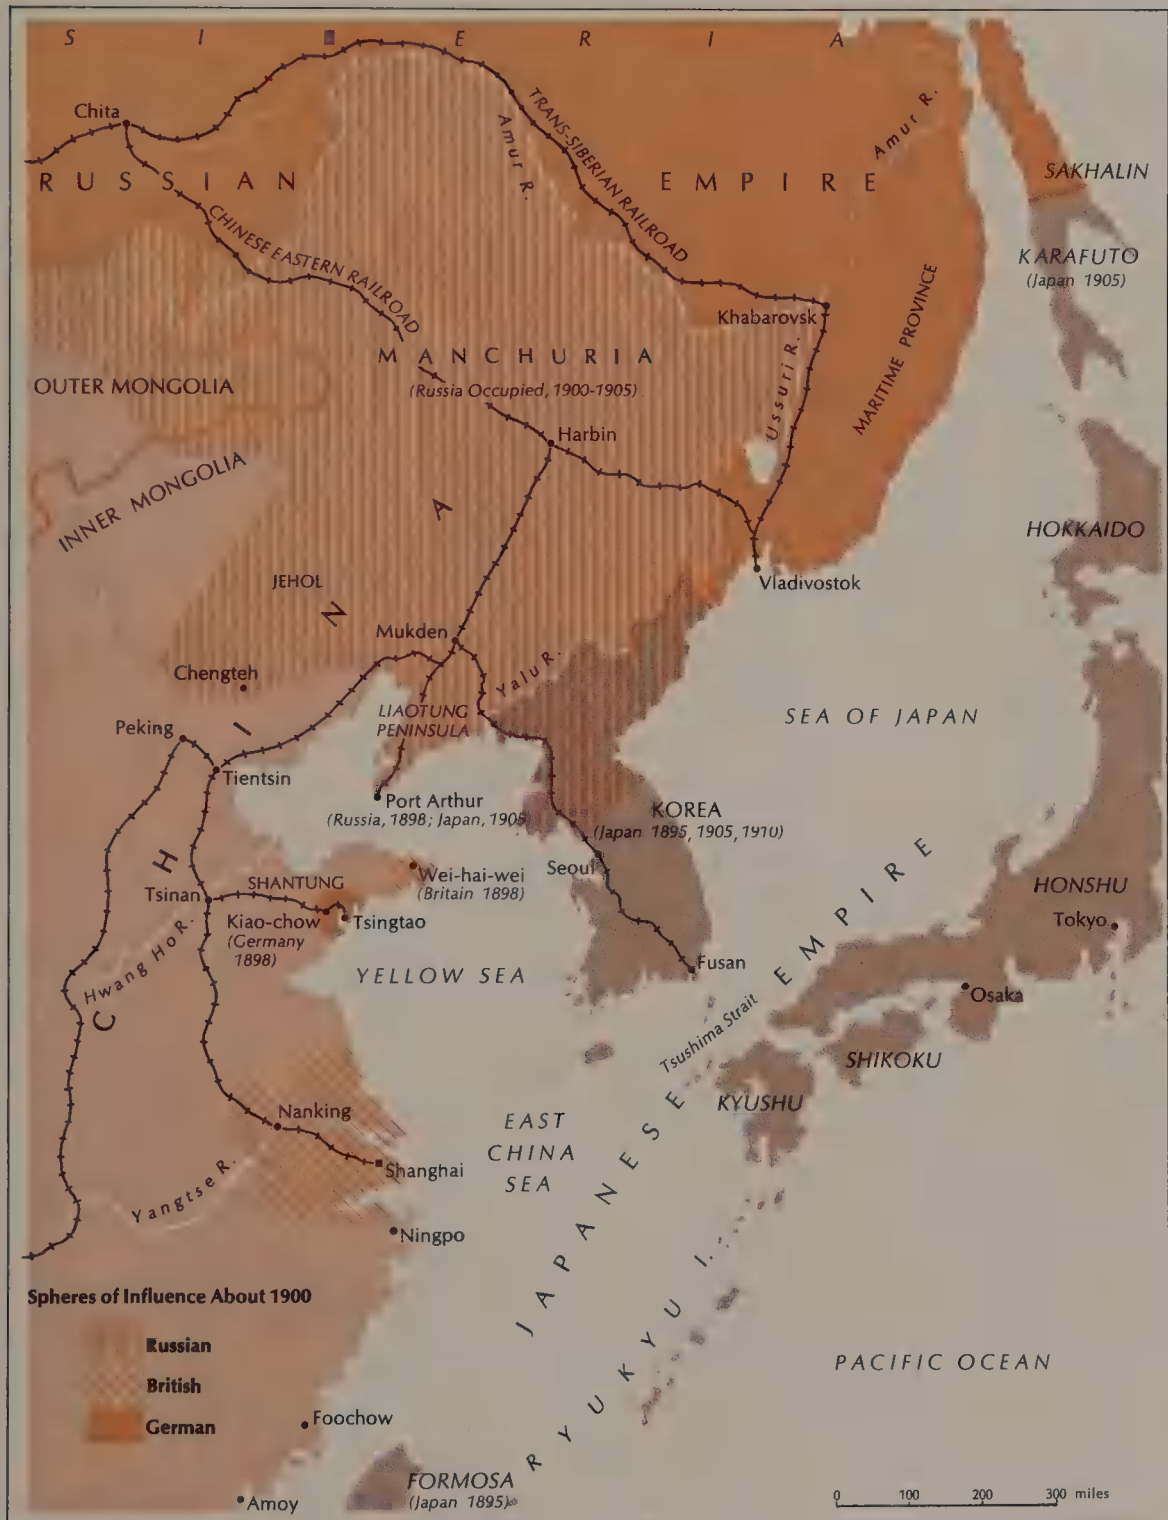 S I B E R I A
Chita
TRANS-SIBERIAN RAILROAD
Amur R.
Amur R.
RUSSIAN EMPIRE
SAKHALIN
CHINESE EASTERN RAILROAD
KARAFUTO
(Japan 1905)
MARITIME PROVINCE
Khabarovsk
Ussuri R.
MANCHURIA
(Russia Occupied, 1900-1905)
OUTER MONGOLIA
Harbin
INNER MONGOLIA
HOKKAIDO
JEHOL
Vladivostok
Mukden
Chengteh
Yalu R.
LIAOTUNG
PENINSULA
SEA OF JAPAN
Peking
Tientsin
Port Arthur
(Russia, 1898; Japan, 1905)
KOREA
(Japan 1895, 1905, 1910)
CHINA
Wei-hai-wei
(Britain 1898)
Seoul
SHANTUNG
Tsinan
Kiao-chow
(Germany
1898)
Tsingtao
HONSHU
Tokyo
Hwang Ho R.
YELLOW SEA
Fusan
Osaka
Tsushima Strait
JAPANESE EMPIRE
SHIKOKU
KYUSHU
Nanking
EAST
CHINA
SEA
Shanghai
Yangtse R.
Ningpo
RYUKYU I.
Spheres of Influence About 1900
Russian
British
German
PACIFIC OCEAN
Foochow
FORMOSA
(Japan 1895)
Amoy
0 100 200 300 miles